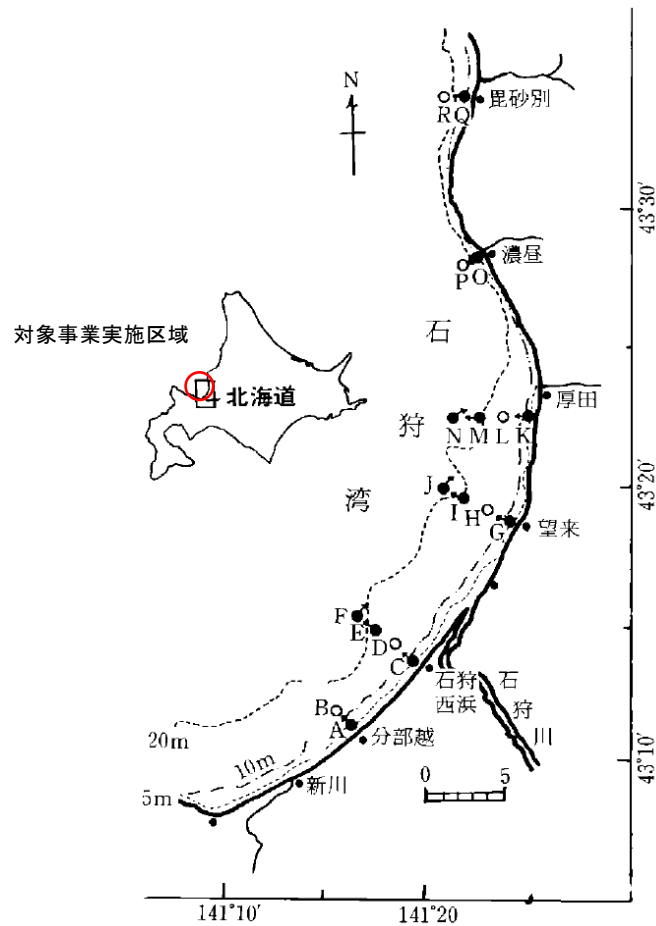 N
R Q
毘砂別
43°30′
P O
濃昼
対象事業実施区域
北海道
石
狩
湾
厚田
N M L K
43°20′
J
I H
G
望来
F
E
D
C
石狩
西浜
石
狩
川
B
A
分部越
20m
10m
5m
新川
0 5
43°10′
141°10′ 141°20′